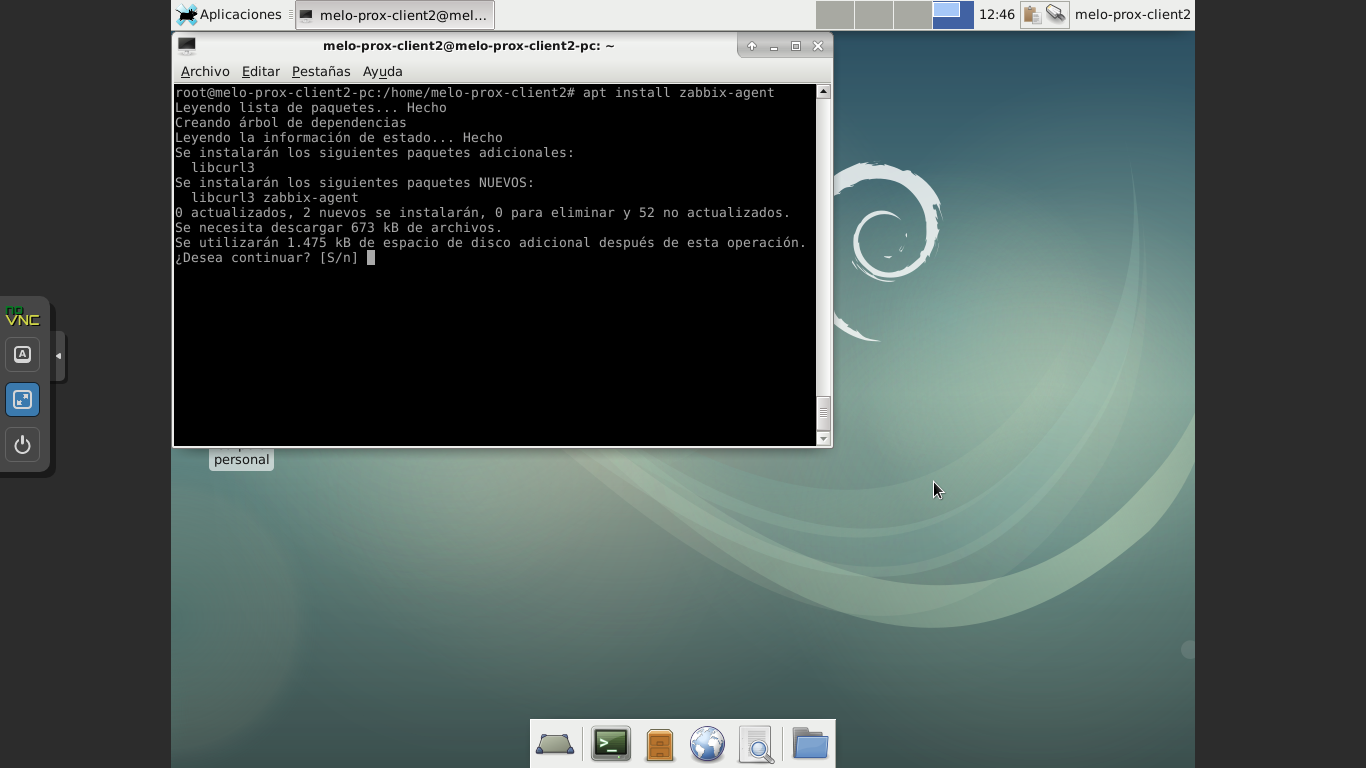 Aplicaciones
melo-prox-client2@mel...
12:46
melo-prox-client2
melo-prox-client2@melo-prox-client2-pc: ~
Archivo Editar Pestañas Ayuda
root@melo-prox-client2-pc:/home/melo-prox-client2# apt install zabbix-agent
Leyendo lista de paquetes... Hecho
Creando árbol de dependencias
Leyendo la información de estado... Hecho
Se instalarán los siguientes paquetes adicionales:
libcurl3
Se instalarán los siguientes paquetes NUEVOS:
libcurl3 zabbix-agent
0 actualizados, 2 nuevos se instalarán, 0 para eliminar y 52 no actualizados.
Se necesita descargar 673 kB de archivos.
Se utilizarán 1.475 kB de espacio de disco adicional después de esta operación.
¿Desea continuar? [S/n]
no
VNC
A
personal
>_